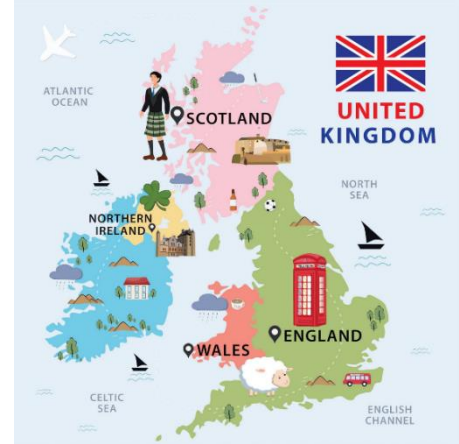 ATLANTIC
OCEAN
SCOTLAND
UNITED
KINGDOM
NORTH
SEA
NORTHERN
IRELAND
ENGLAND
WALES
CELTIC
SEA
ENGLISH
CHANNEL